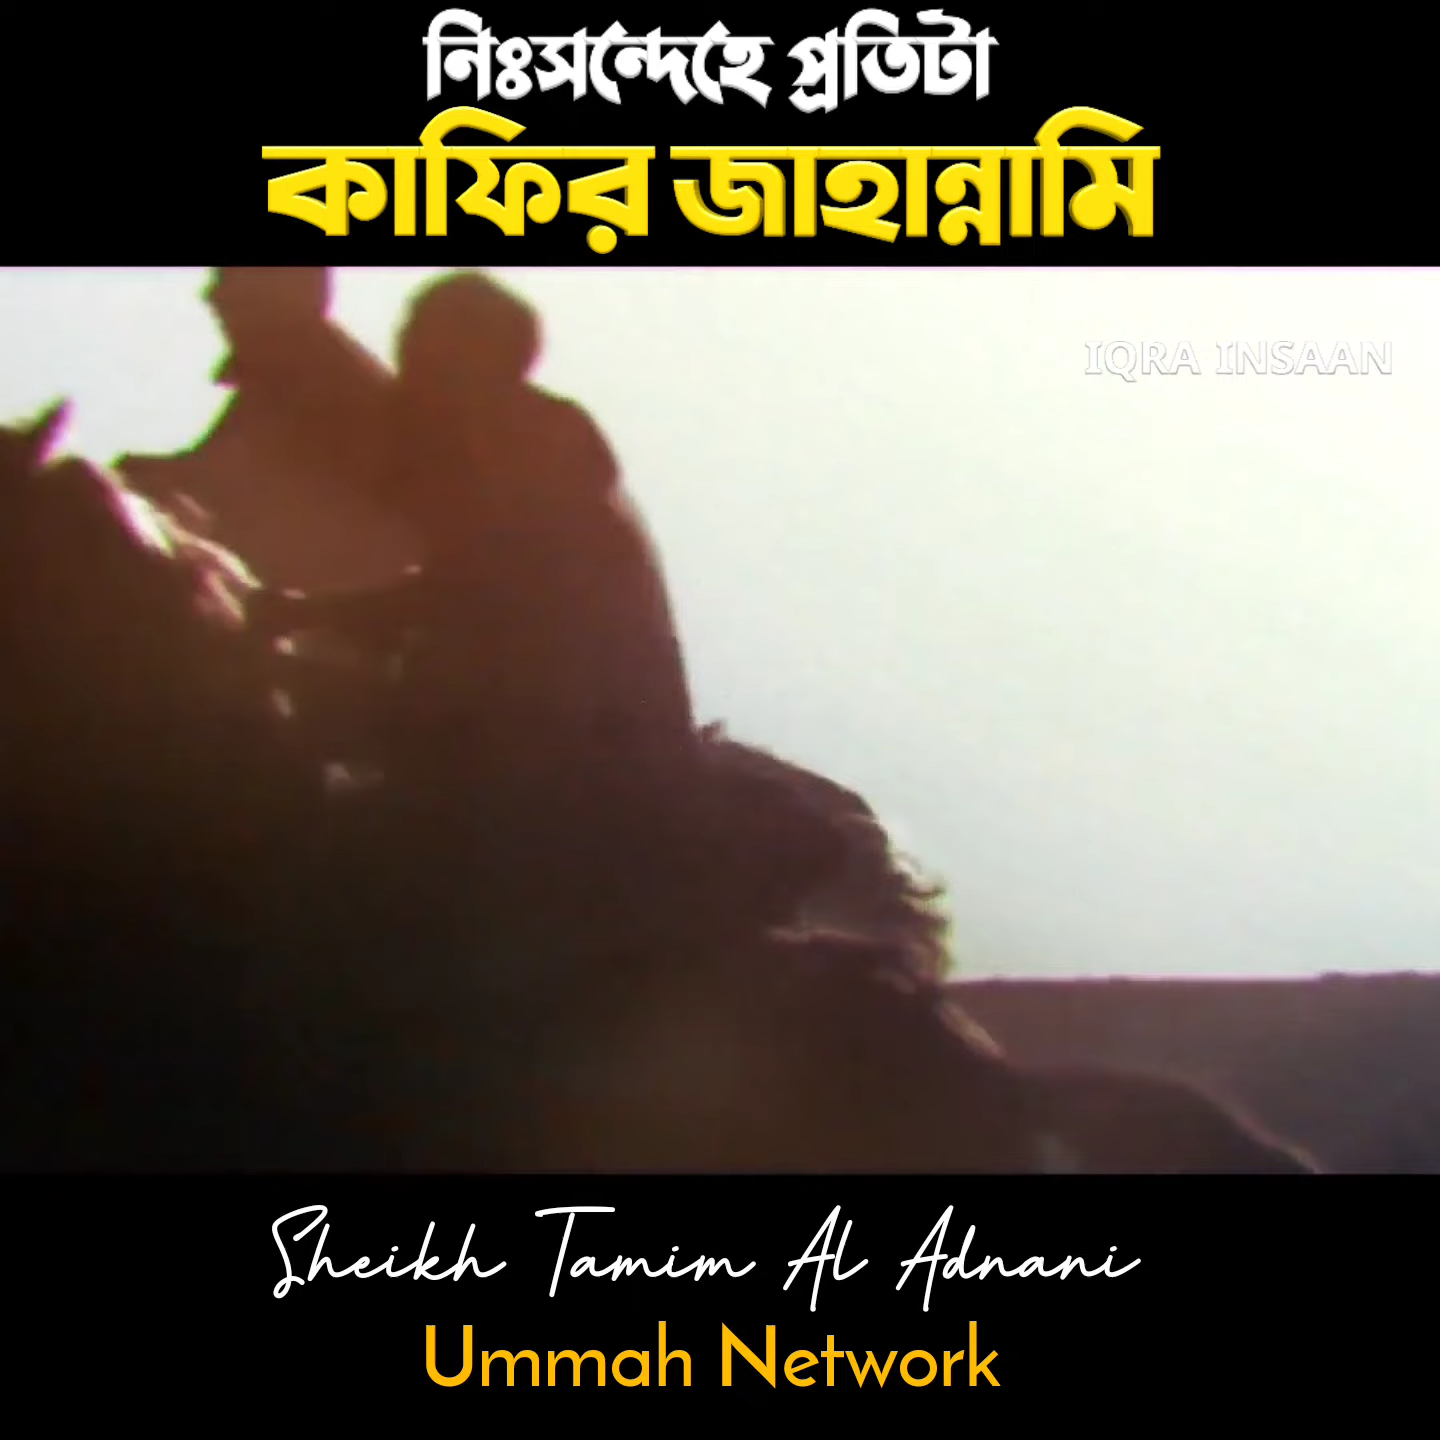 নিঃসন্দেহে প্রতিটা
কাফির জাহান্নামি
IQRA INSAAN
Sheikh Tamim Al Adnani
Ummah Network